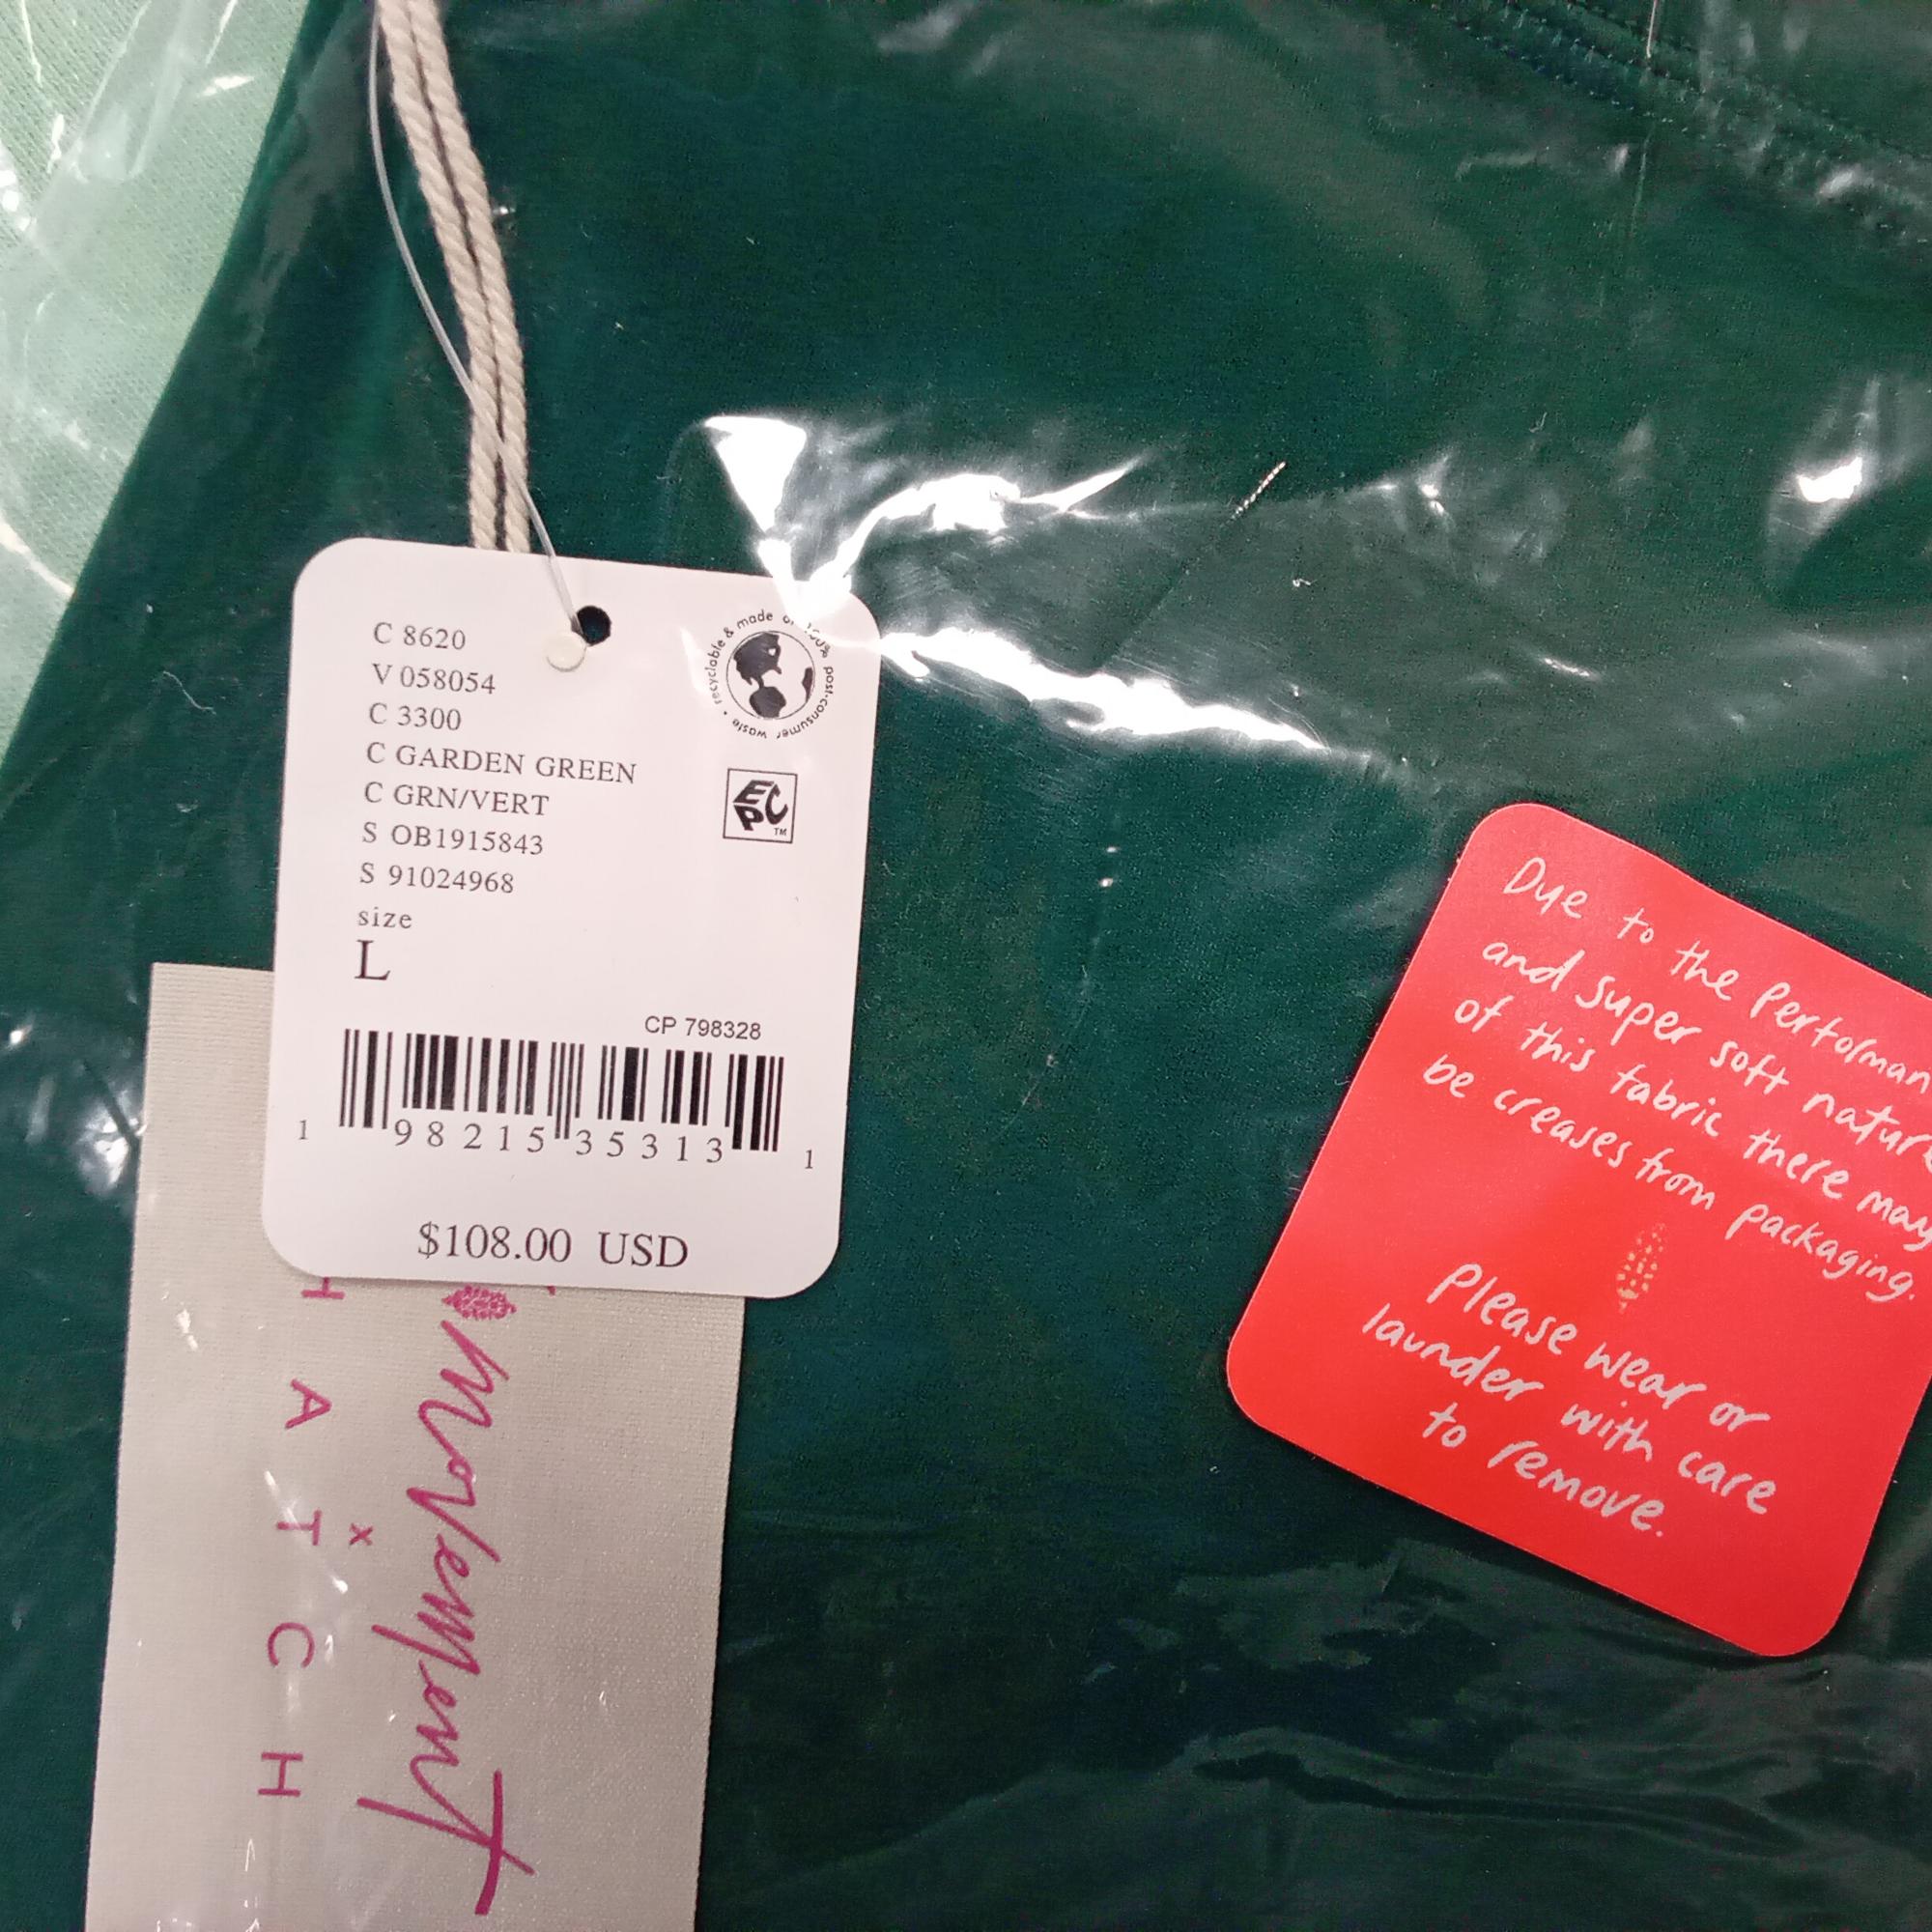 C 8620
V 058054
C 3300
C GARDEN GREEN
C GRN/VERT
S OB1915843
S 91024968
size
L
CP 798328
1 98215 35313 1
$108.00 USD
recyclable & made of 100% post-consumer waste •
EPC TM
HATCH
x
movement
Due to the
and super soft nature
of this fabric there may
be creases from packaging.
Please wear or
launder with care
to remove.